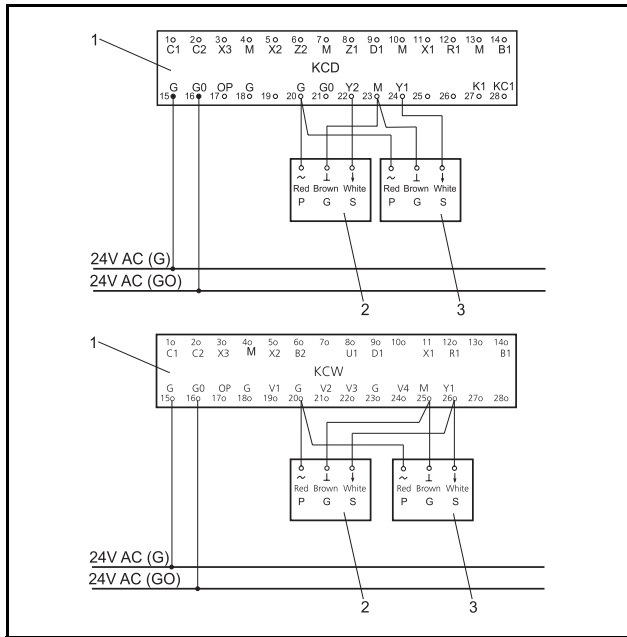 1o 2o 3o 4o 5o 6o 7o 8o 9o 10o 11o 12o 13o 14o
C1 C2 X3 M X2 Z2 M Z1 D1 M X1 R1 M B1
1
KCD
G G0 OP G G G0 Y2 M Y1 K1 KC1
15 16 17o 18o 19o 20o 21o 22o 23o 24o 25o 26o 27o 28o
~ ⊥ ↓ ~ ⊥ ↓
Red Brown White Red Brown White
P G S P G S
24V AC (G)
24V AC (GO)
2 3
1o 2o 3o 4o 5o 6o 7o 8o 9o 10o 11 12o 13o 14o
C1 C2 X3 M X2 B2 U1 D1 X1 R1 B1
1
KCW
G G0 OP G V1 G V2 V3 G V4 M Y1
15o 16o 17o 18o 19o 20o 21o 22o 23o 24o 25o 26o 27o 28o
~ ⊥ ↓ ~ ⊥ ↓
Red Brown White Red Brown White
P G S P G S
24V AC (G)
24V AC (GO)
2 3